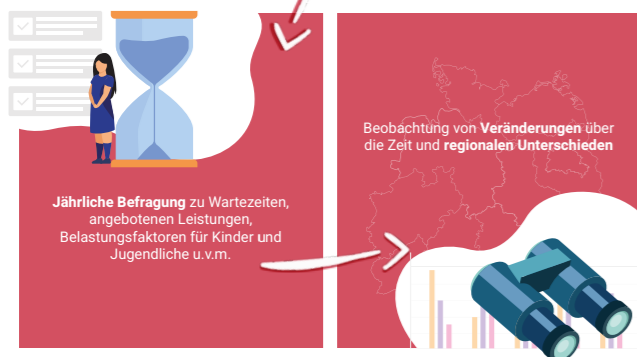 Jährliche Befragung zu Wartezeiten,
angebotenen Leistungen,
Belastungsfaktoren für Kinder und
Jugendliche u.v.m.
Beobachtung von Veränderungen über
die Zeit und regionalen Unterschieden